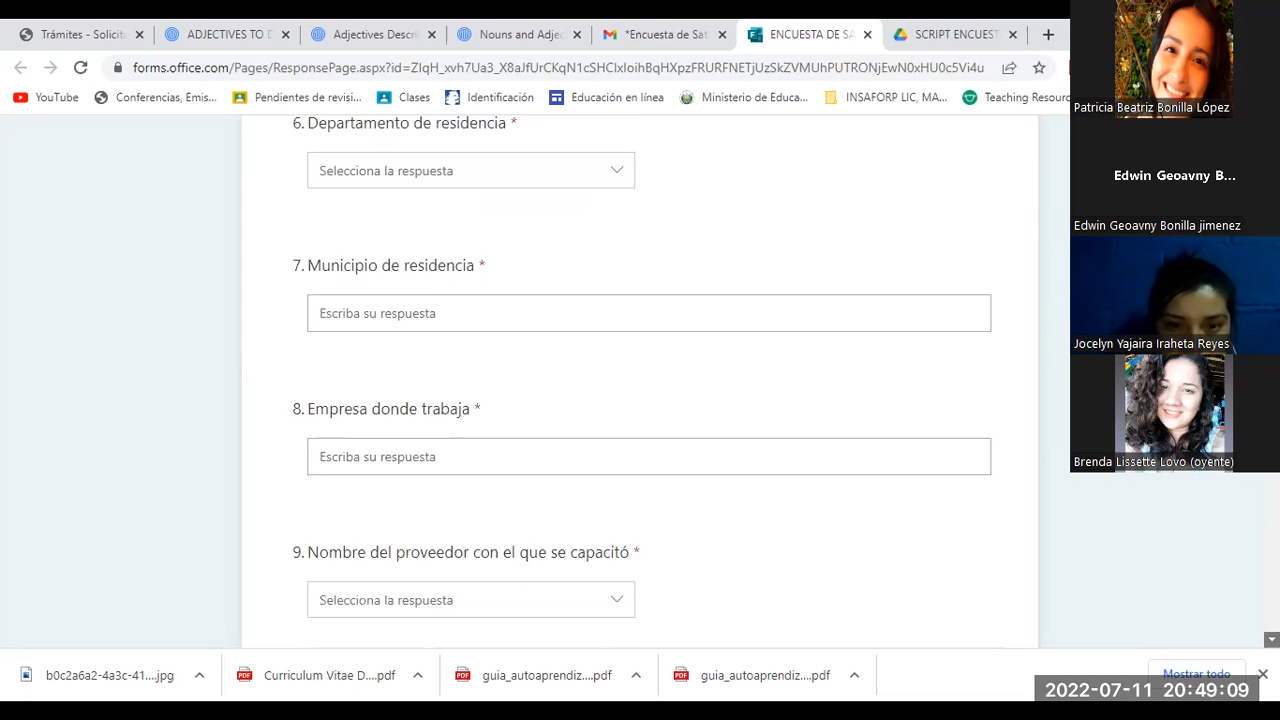 Trámites - Solicite
ADJECTIVES TO D
Adjectives Descri
Nouns and Adjec
*Encuesta de Sat
ENCUESTA DE SA
SCRIPT ENCUEST
forms.office.com/Pages/ResponsePage.aspx?id=ZIqH_xvh7Ua3_X8aJfUrCKqN1cSHClxIoihBqHXpzFRURFNETjUzSkZVMUhPUTRONjEwN0xHU0c5Vi4u
YouTube
Conferencias, Emis...
Pendientes de revisi...
Clases
Identificación
Educación en línea
Ministerio de Educa...
INSAFORP LIC, MA...
Teaching Resourc
6. Departamento de residencia *
Selecciona la respuesta
7. Municipio de residencia *
Escriba su respuesta
8. Empresa donde trabaja *
Escriba su respuesta
9. Nombre del proveedor con el que se capacitó *
Selecciona la respuesta
Patricia Beatriz Bonilla López
Edwin Geoavny B...
Edwin Geoavny Bonilla jimenez
Jocelyn Yajaira Iraheta Reyes
Brenda Lissette Lovo (oyente)
b0c2a6a2-4a3c-41....jpg
Curriculum Vitae D....pdf
guia_autoaprendiz....pdf
guia_autoaprendiz....pdf
Mostrar todo
2022-07-11 20:49:09